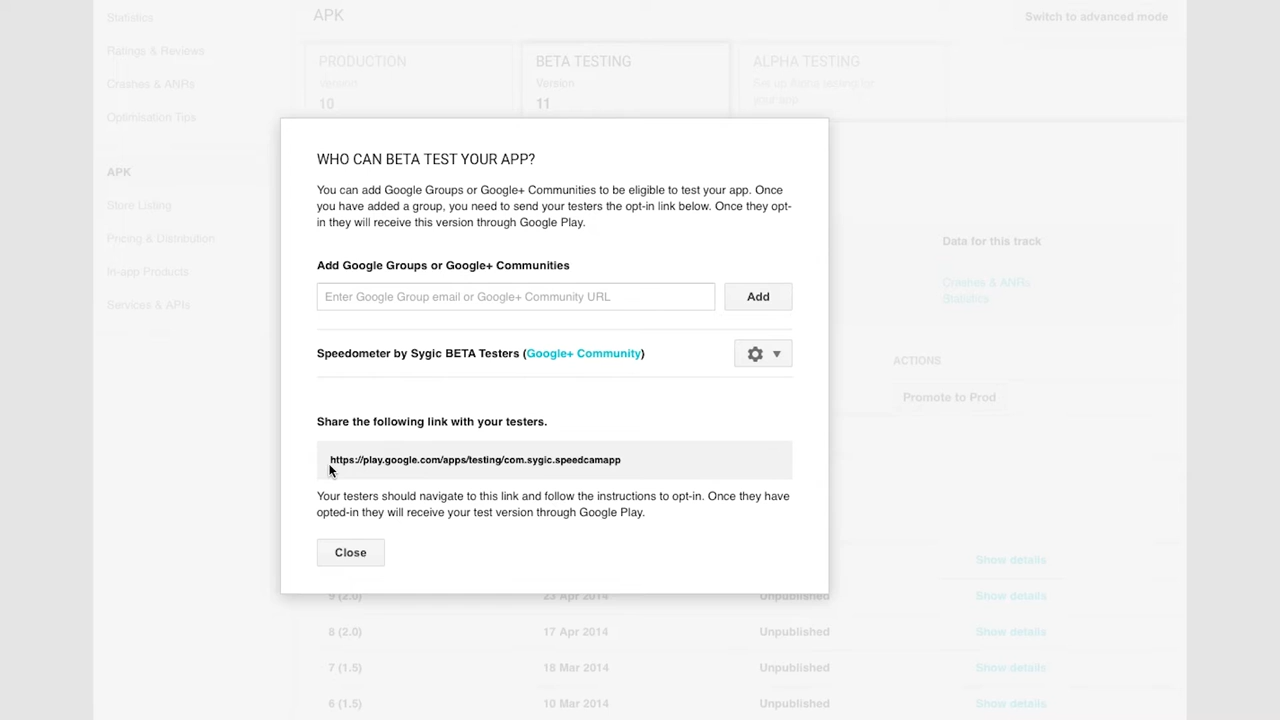 Statistics
APK
Switch to advanced mode
Ratings & Reviews
PRODUCTION
BETA TESTING
ALPHA TESTING
Crashes & ANRs
Version
Version
Set up Alpha testing for
your app
10
11
Optimisation Tips
WHO CAN BETA TEST YOUR APP?
APK
You can add Google Groups or Google+ Communities to be eligible to test your app. Once
you have added a group, you need to send your testers the opt-in link below. Once they opt-
in they will receive this version through Google Play.
Store Listing
Pricing & Distribution
Data for this track
Add Google Groups or Google+ Communities
In-app Products
Crashes & ANRs
Statistics
Enter Google Group email or Google+ Community URL
Add
Services & APIs
Speedometer by Sygic BETA Testers (Google+ Community)
ACTIONS
Promote to Prod
Share the following link with your testers.
https://play.google.com/apps/testing/com.sygic.speedcamapp
Your testers should navigate to this link and follow the instructions to opt-in. Once they have
opted-in they will receive your test version through Google Play.
Close
Show details
9 (2.0) 23 Apr 2014 Unpublished Show details
8 (2.0) 17 Apr 2014 Unpublished Show details
7 (1.5) 18 Mar 2014 Unpublished Show details
6 (1.5) 10 Mar 2014 Unpublished Show details